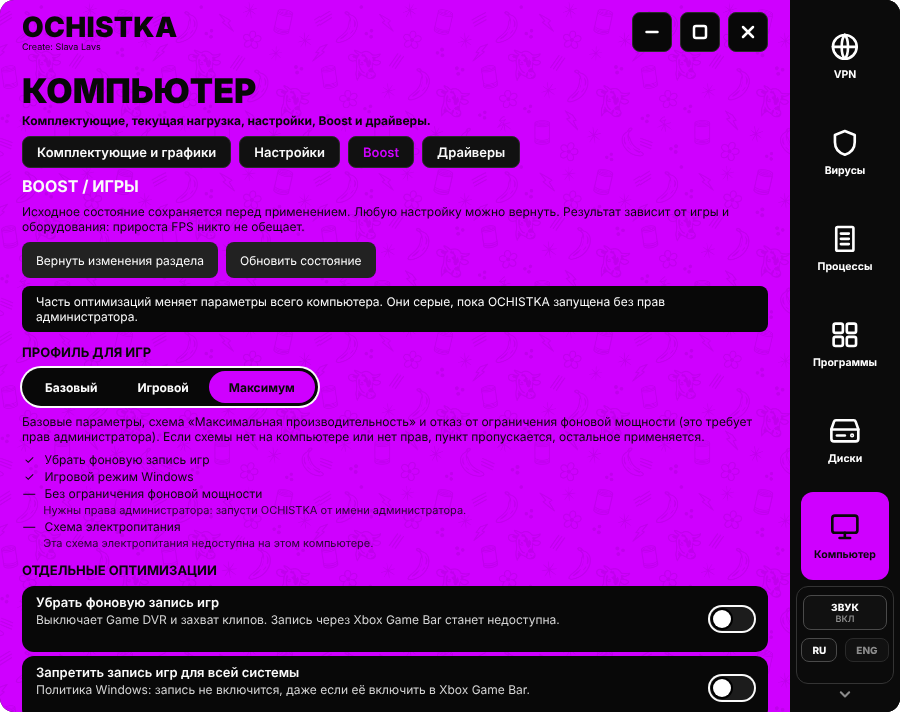 OCHISTKA
Create: Slava Lavs
КОМПЬЮТЕР
Комплектующие, текущая нагрузка, настройки, Boost и драйверы.
Комплектующие и графики
Настройки
Boost
Драйверы
BOOST / ИГРЫ
Исходное состояние сохраняется перед применением. Любую настройку можно вернуть. Результат зависит от игры и
оборудования: прироста FPS никто не обещает.
Вернуть изменения раздела
Обновить состояние
Часть оптимизаций меняет параметры всего компьютера. Они серые, пока OCHISTKA запущена без прав
администратора.
ПРОФИЛЬ ДЛЯ ИГР
Базовый
Игровой
Максимум
Базовые параметры, схема «Максимальная производительность» и отказ от ограничения фоновой мощности (это требует
прав администратора). Если схемы нет на компьютере или нет прав, пункт пропускается, остальное применяется.
Убрать фоновую запись игр
Игровой режим Windows
Без ограничения фоновой мощности
Нужны права администратора: запусти OCHISTKA от имени администратора.
Схема электропитания
Эта схема электропитания недоступна на этом компьютере.
ОТДЕЛЬНЫЕ ОПТИМИЗАЦИИ
Убрать фоновую запись игр
Выключает Game DVR и захват клипов. Запись через Xbox Game Bar станет недоступна.
Запретить запись игр для всей системы
Политика Windows: запись не включится, даже если её включить в Xbox Game Bar.
VPN
Вирусы
Процессы
Программы
Диски
Компьютер
ЗВУК
ВКЛ
RU
ENG